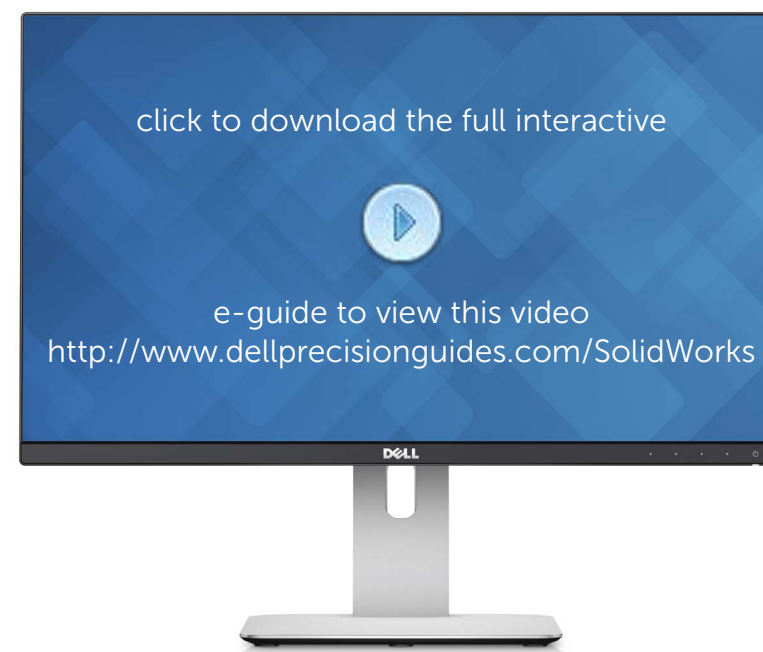 click to download the full interactive
e-guide to view this video
http://www.dellprecisionguides.com/SolidWorks
DELL